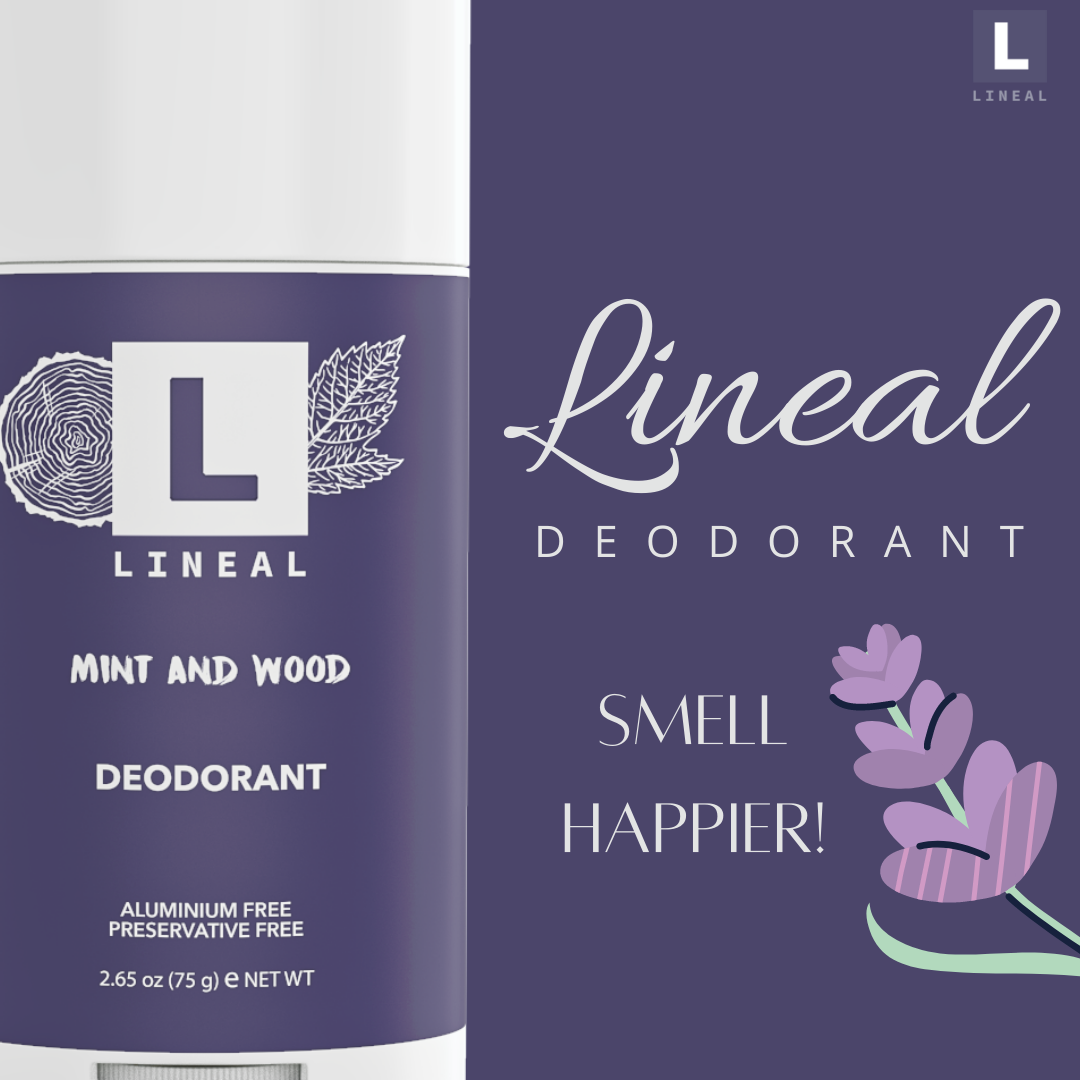 L
LINEAL
MINT AND WOOD
DEODORANT
ALUMINIUM FREE
PRESERVATIVE FREE
2.65 oz (75 g) e NET WT
L
LINEAL
Lineal
DEODORANT
SMELL
HAPPIER!